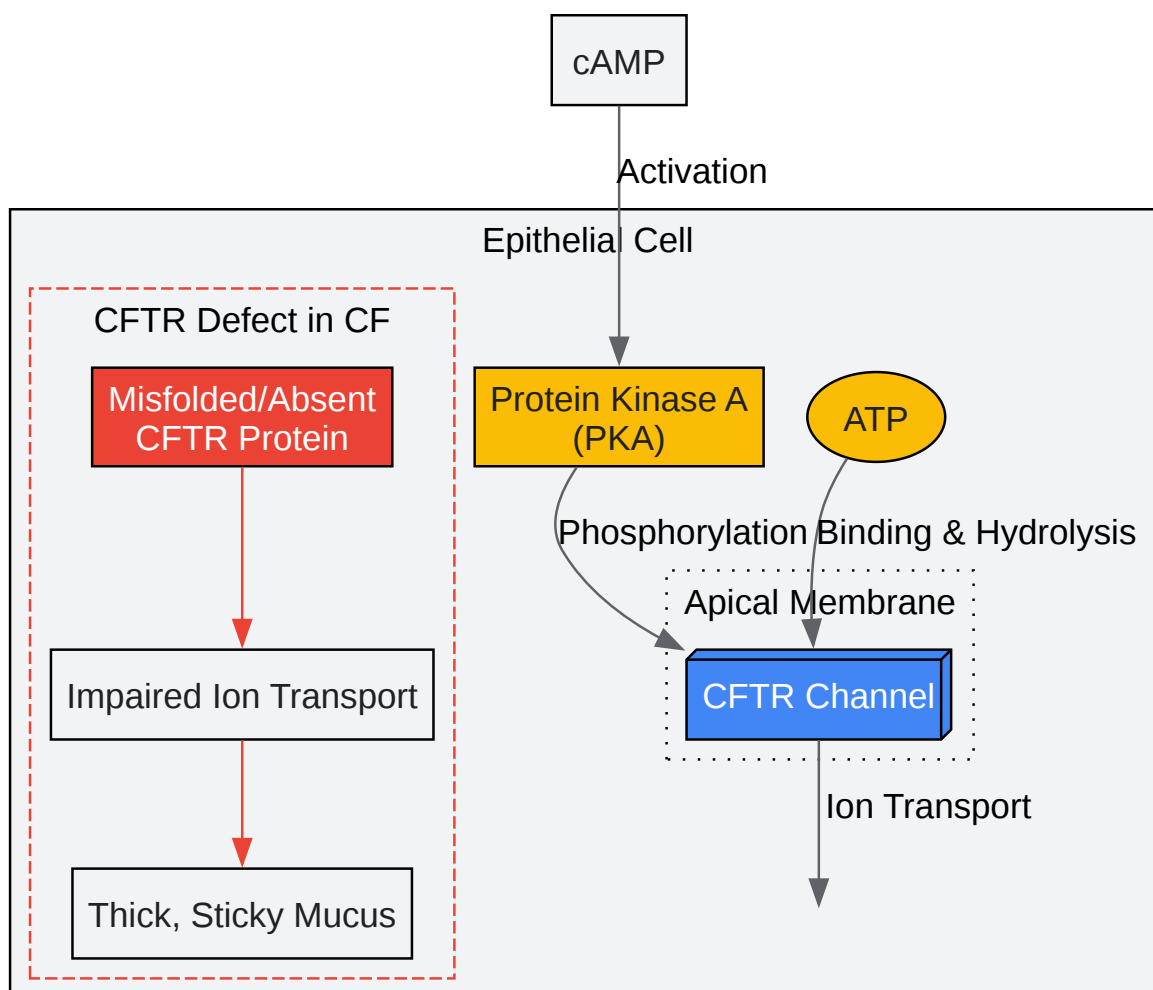 cAMP
Activation
Epithelial Cell
CFTR Defect in CF
Misfolded/Absent
CFTR Protein
Protein Kinase A
(PKA)
ATP
Phosphorylation
Binding & Hydrolysis
Apical Membrane
Impaired Ion Transport
CFTR Channel
Ion Transport
Thick, Sticky Mucus